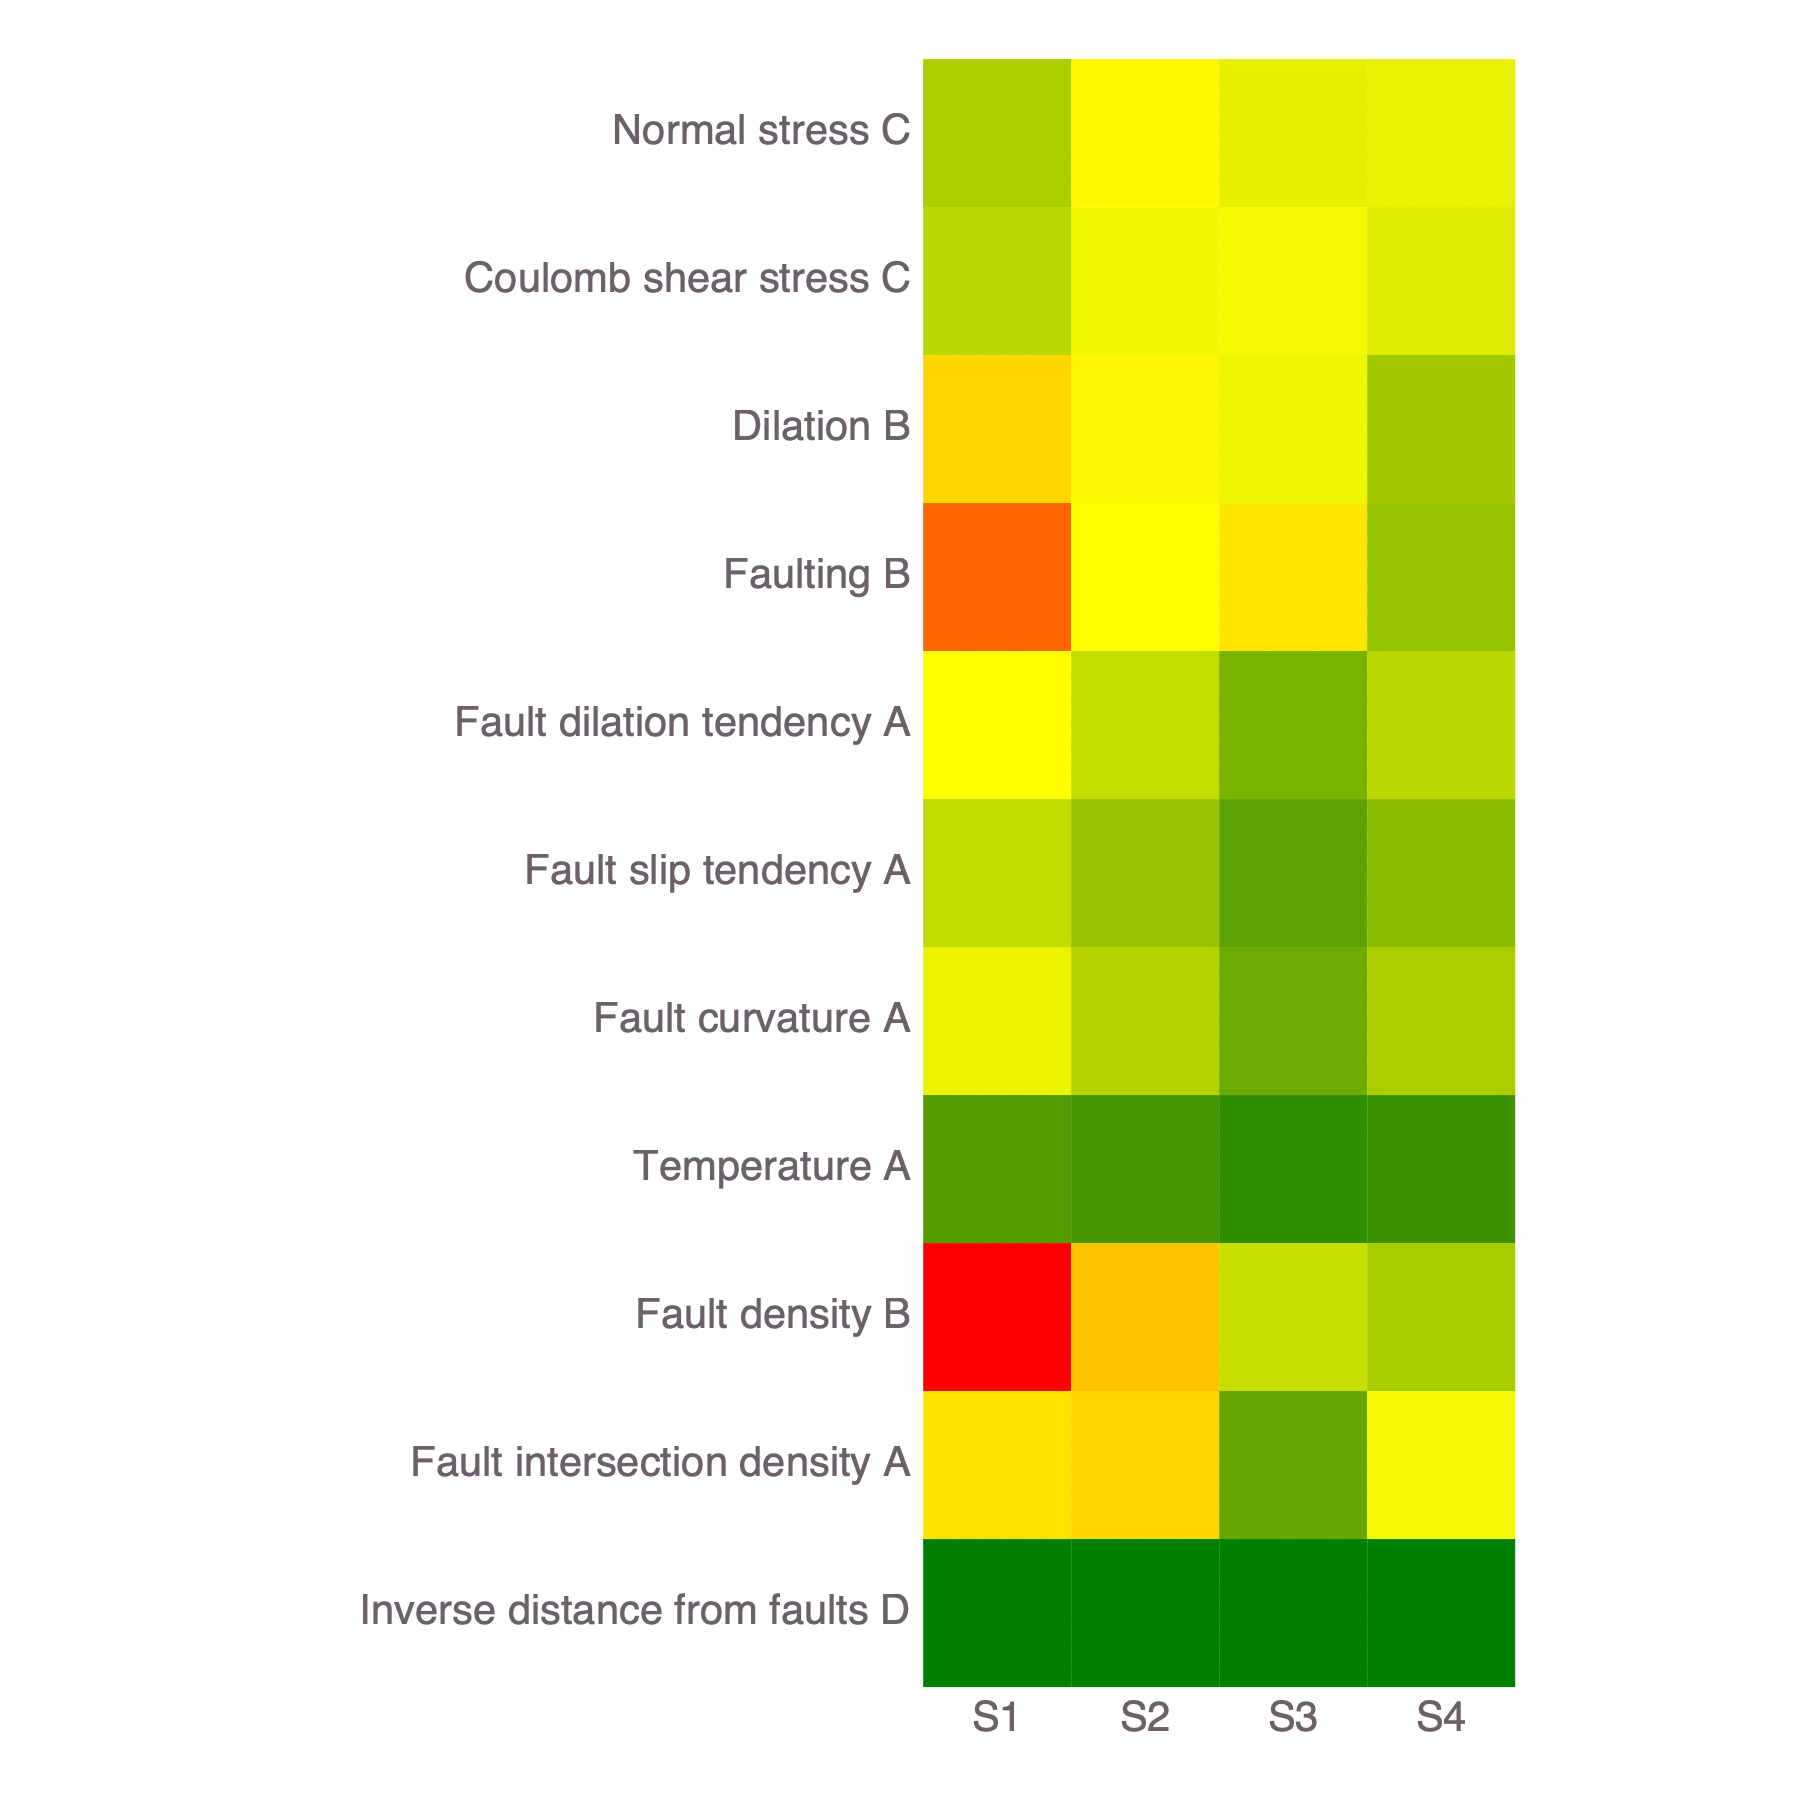 Normal stress C
Coulomb shear stress C
Dilation B
Faulting B
Fault dilation tendency A
Fault slip tendency A
Fault curvature A
Temperature A
Fault density B
Fault intersection density A
Inverse distance from faults D
S1 S2 S3 S4